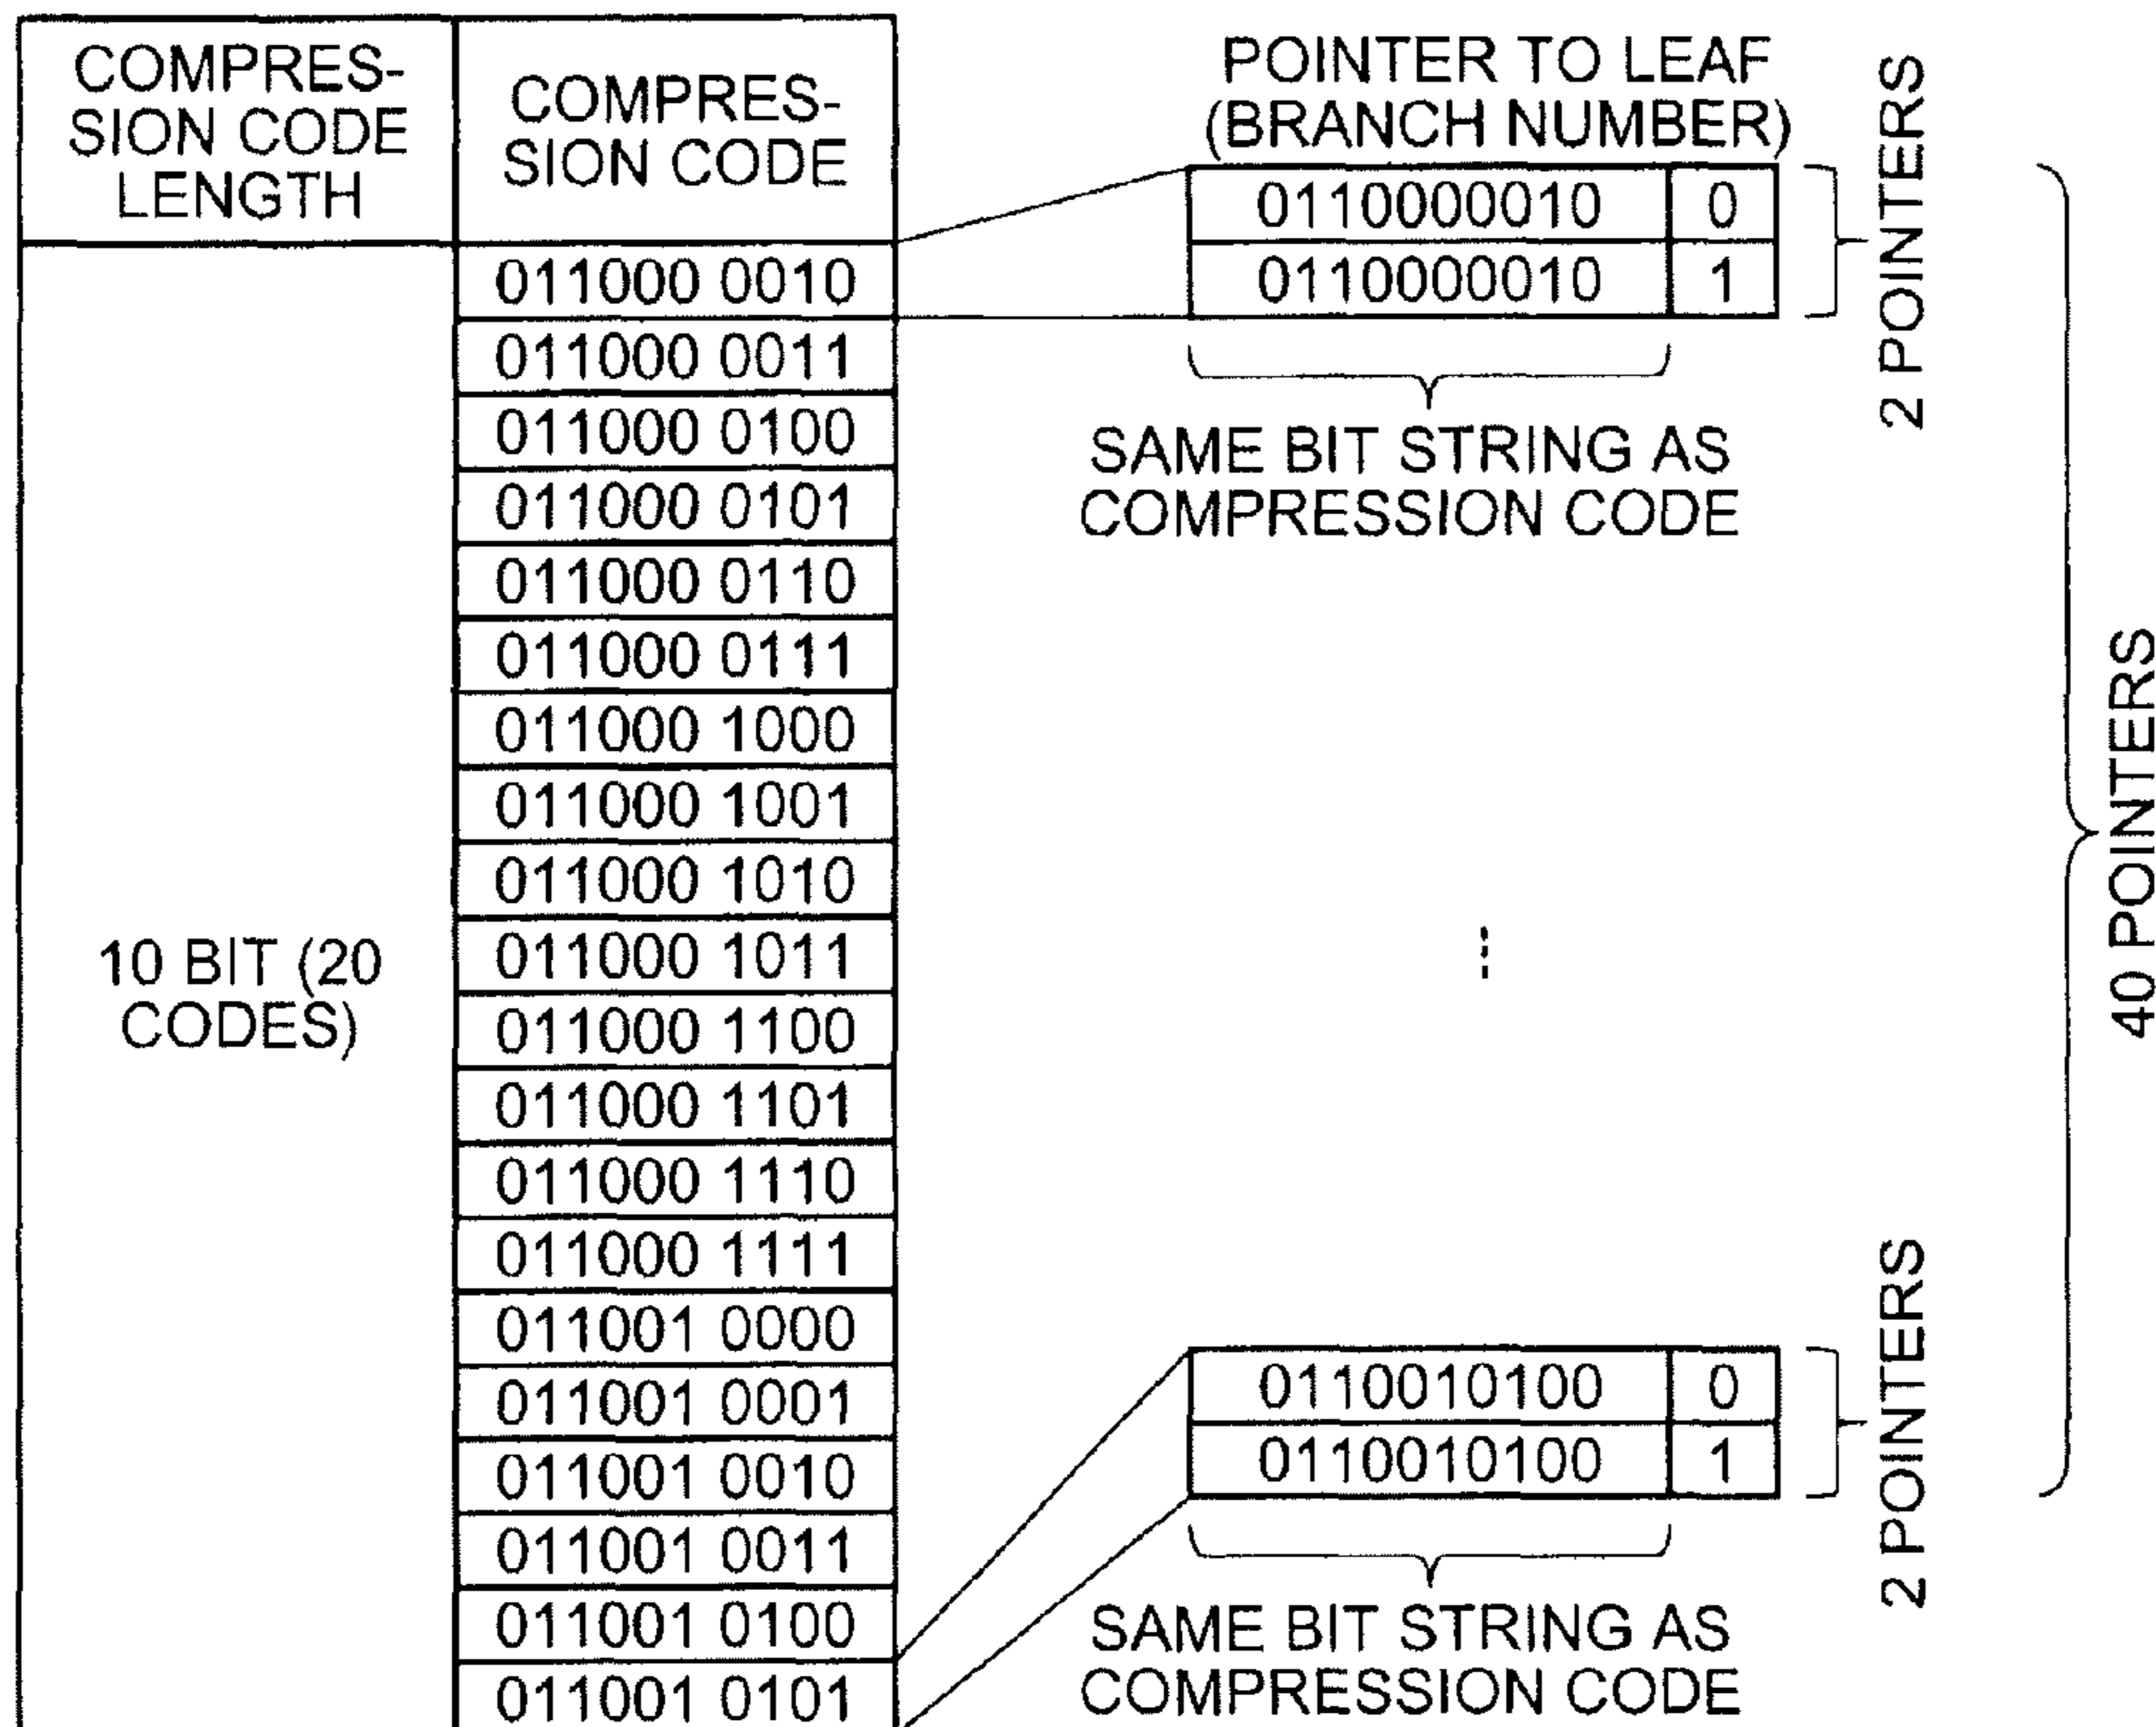 COMPRES-
SION CODE
LENGTH
COMPRES-
SION CODE
10 BIT (20
CODES)
011000 0010
011000 0011
011000 0100
011000 0101
011000 0110
011000 0111
011000 1000
011000 1001
011000 1010
011000 1011
011000 1100
011000 1101
011000 1110
011000 1111
011001 0000
011001 0001
011001 0010
011001 0011
011001 0100
011001 0101
POINTER TO LEAF
(BRANCH NUMBER)
0110000010 0
0110000010 1
2 POINTERS
SAME BIT STRING AS
COMPRESSION CODE
40 POINTERS
0110010100 0
0110010100 1
2 POINTERS
SAME BIT STRING AS
COMPRESSION CODE